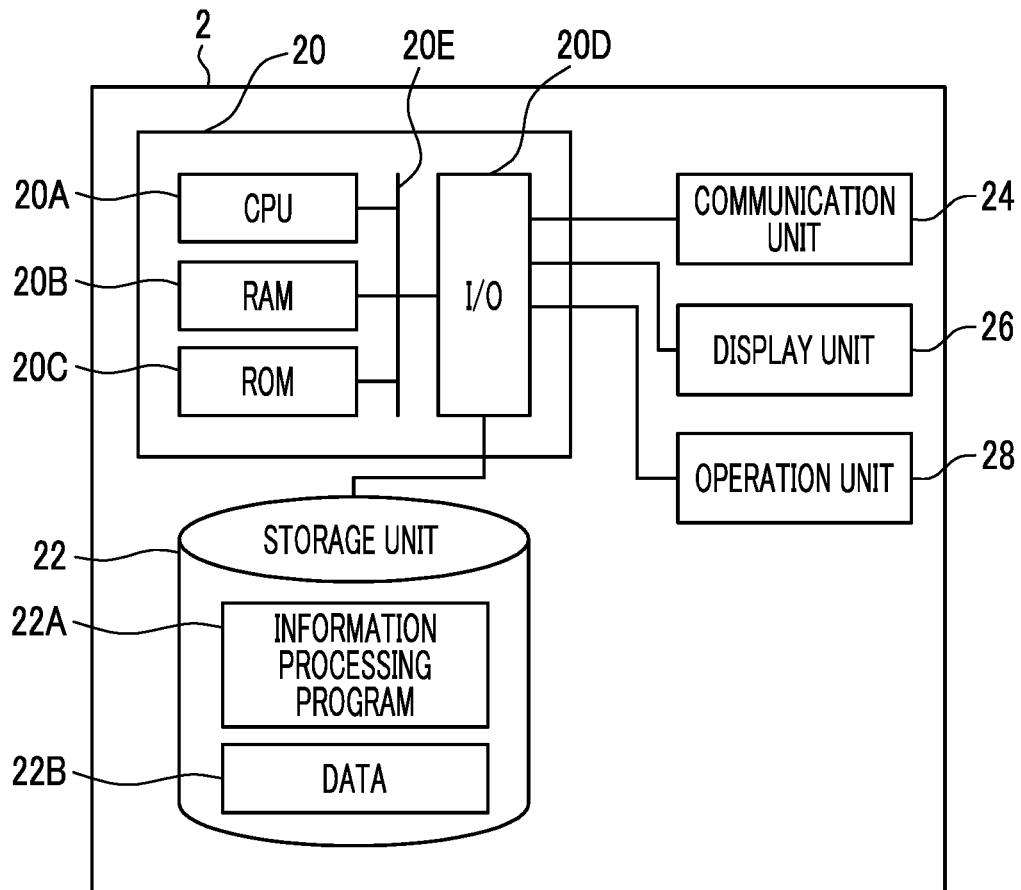 2
20
20E
20D
20A
CPU
COMMUNICATION
UNIT
24
20B
RAM
I/O
26
DISPLAY UNIT
20C
ROM
OPERATION UNIT
28
22
STORAGE UNIT
22A
INFORMATION
PROCESSING
PROGRAM
22B
DATA